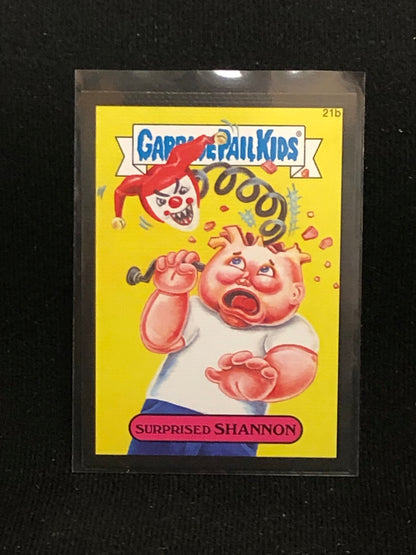 21b
GARBAGE PAIL KIDS®
SURPRISED SHANNON